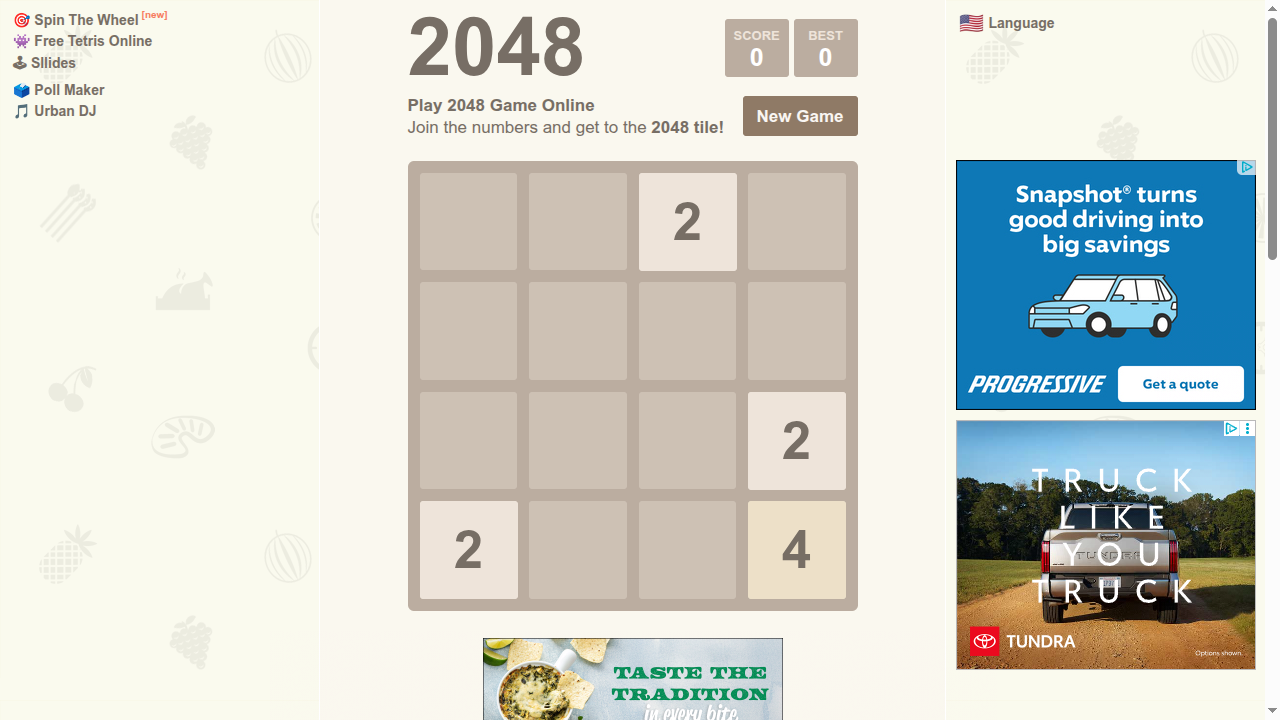 🎯 Spin The Wheel [new]
👾 Free Tetris Online
🕹 Sllides
🗳 Poll Maker
🎵 Urban DJ
2048
SCORE
0
BEST
0
Play 2048 Game Online
Join the numbers and get to the 2048 tile!
New Game
2
2
2
4
TASTE THE
TRADITION
in every bite
Language
Snapshot® turns
good driving into
big savings
PROGRESSIVE
Get a quote
TRUCK
LIKE
YOU
TRUCK
TUNDRA
TUNDRA
Options shown.